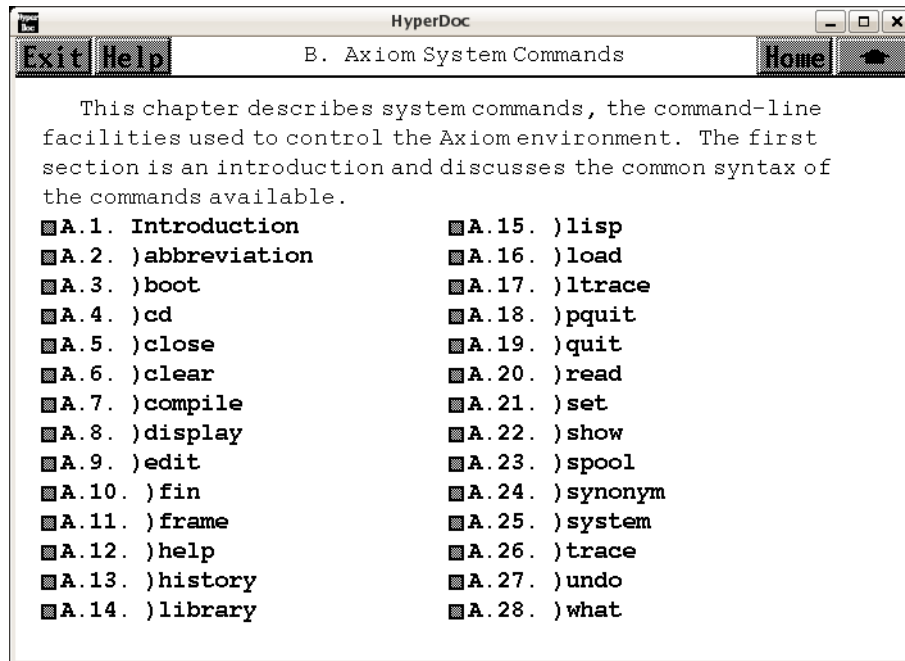 Hyper Doc
HyperDoc
Exit Help B. Axiom System Commands Home
This chapter describes system commands, the command-line
facilities used to control the Axiom environment. The first
section is an introduction and discusses the common syntax of
the commands available.
A.1. Introduction
A.2. )abbreviation
A.3. )boot
A.4. )cd
A.5. )close
A.6. )clear
A.7. )compile
A.8. )display
A.9. )edit
A.10. )fin
A.11. )frame
A.12. )help
A.13. )history
A.14. )library
A.15. )lisp
A.16. )load
A.17. )ltrace
A.18. )pquit
A.19. )quit
A.20. )read
A.21. )set
A.22. )show
A.23. )spool
A.24. )synonym
A.25. )system
A.26. )trace
A.27. )undo
A.28. )what